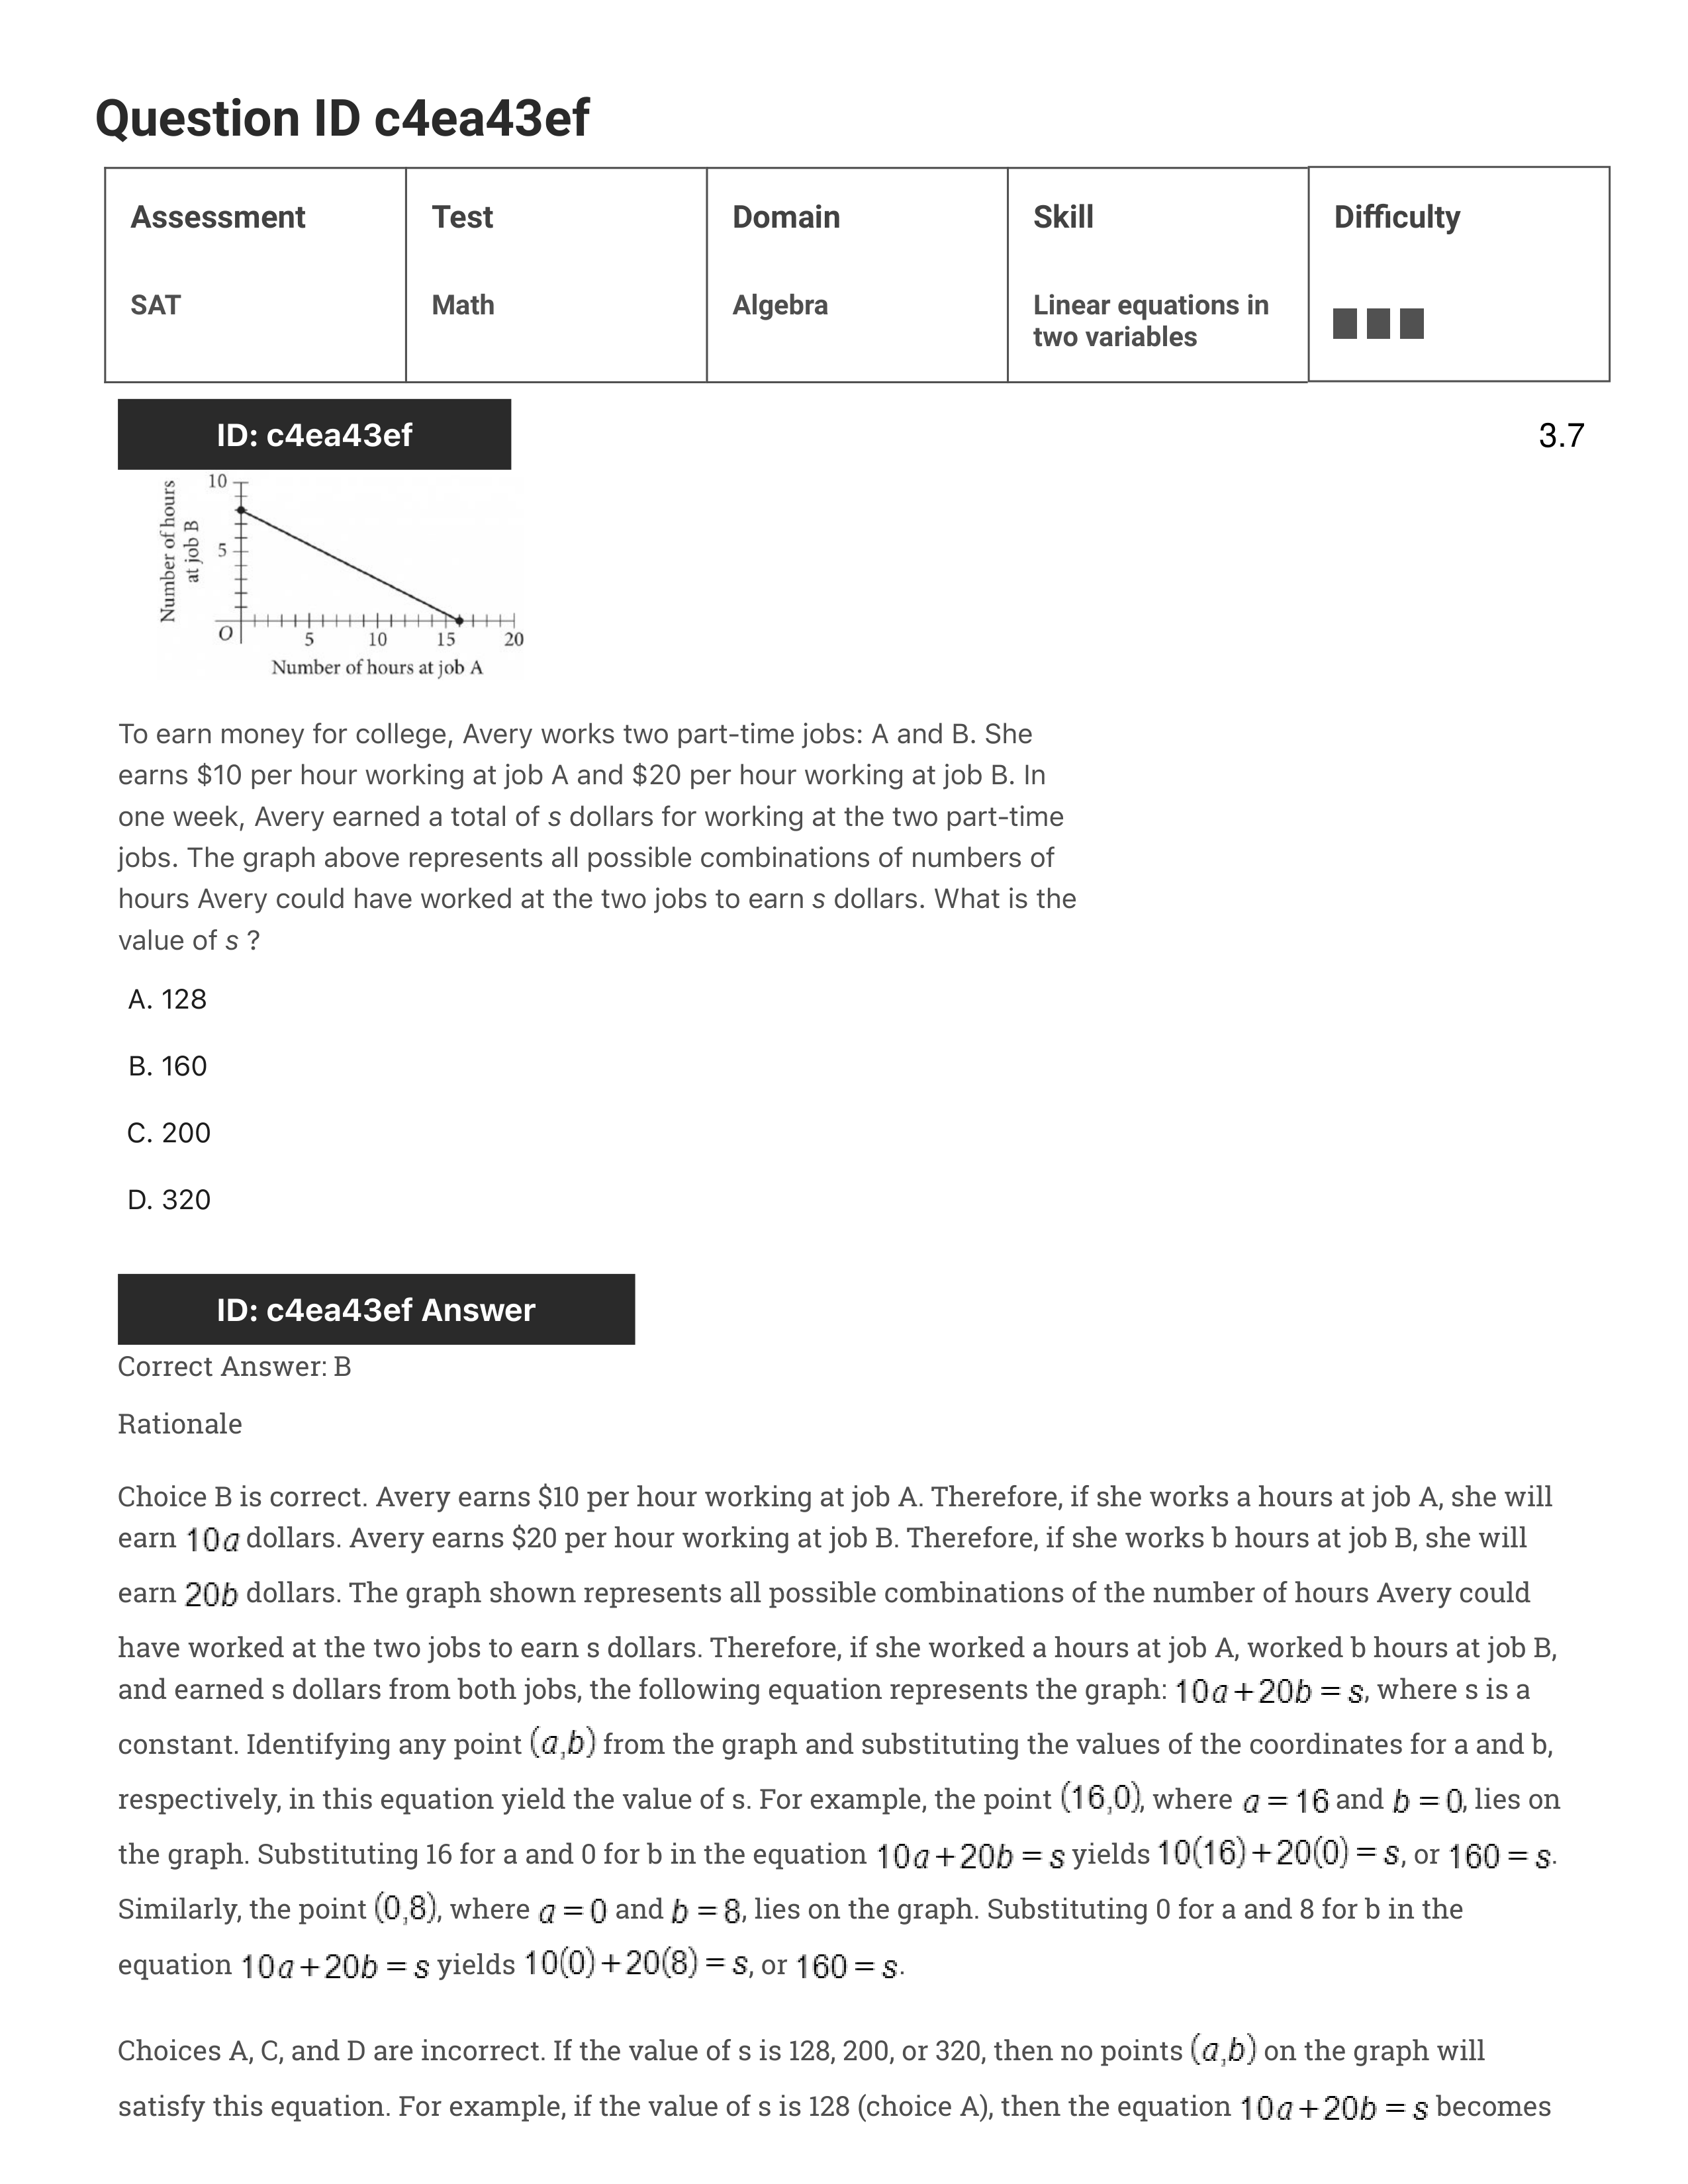 Question ID c4ea43ef
Assessment
Test
Domain
Skill
Difficulty
SAT
Math
Algebra
Linear equations in
two variables
ID: c4ea43ef
3.7
Number of hours
at job B
10
5
O
5
10
15
20
Number of hours at job A
To earn money for college, Avery works two part-time jobs: A and B. She
earns $10 per hour working at job A and $20 per hour working at job B. In
one week, Avery earned a total of s dollars for working at the two part-time
jobs. The graph above represents all possible combinations of numbers of
hours Avery could have worked at the two jobs to earn s dollars. What is the
value of s ?
A. 128
B. 160
C. 200
D. 320
ID: c4ea43ef Answer
Correct Answer: B
Rationale
Choice B is correct. Avery earns $10 per hour working at job A. Therefore, if she works a hours at job A, she will
earn 10a dollars. Avery earns $20 per hour working at job B. Therefore, if she works b hours at job B, she will
earn 20b dollars. The graph shown represents all possible combinations of the number of hours Avery could
have worked at the two jobs to earn s dollars. Therefore, if she worked a hours at job A, worked b hours at job B,
and earned s dollars from both jobs, the following equation represents the graph: 10a+20b = s, where s is a
constant. Identifying any point (a,b) from the graph and substituting the values of the coordinates for a and b,
respectively, in this equation yield the value of s. For example, the point (16,0), where a = 16 and b = 0, lies on
the graph. Substituting 16 for a and 0 for b in the equation 10a+20b = s yields 10(16)+20(0) = s, or 160 = s.
Similarly, the point (0,8), where a = 0 and b = 8, lies on the graph. Substituting 0 for a and 8 for b in the
equation 10a+20b = s yields 10(0)+20(8) = s, or 160 = s.
Choices A, C, and D are incorrect. If the value of s is 128, 200, or 320, then no points (a,b) on the graph will
satisfy this equation. For example, if the value of s is 128 (choice A), then the equation 10a+20b = s becomes